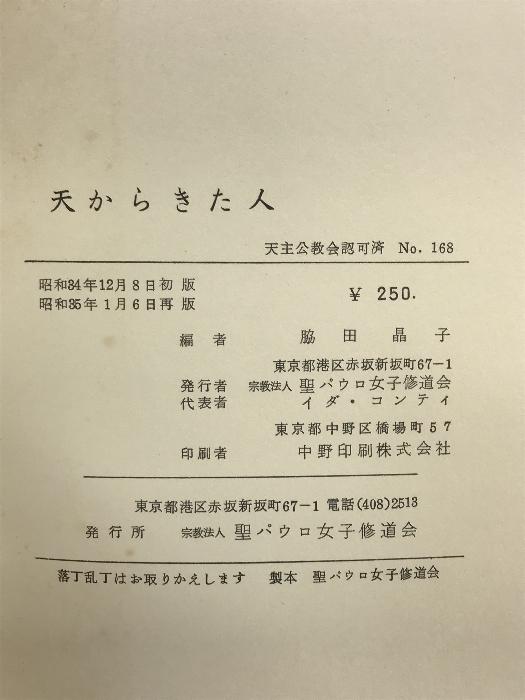 天からきた人
天主公教会認可済 No. 168
昭和34年12月8日初版
昭和35年1月6日再版
¥ 250.
編者 脇田晶子
東京都港区赤坂新坂町67-1
発行者 宗教法人 聖パウロ女子修道会
代表者 イダ・コンティ
東京都中野区橋場町57
印刷者 中野印刷株式会社
東京都港区赤坂新坂町67-1 電話(408)2513
発行所 宗教法人 聖パウロ女子修道会
落丁乱丁はお取りかえします 製本 聖パウロ女子修道会